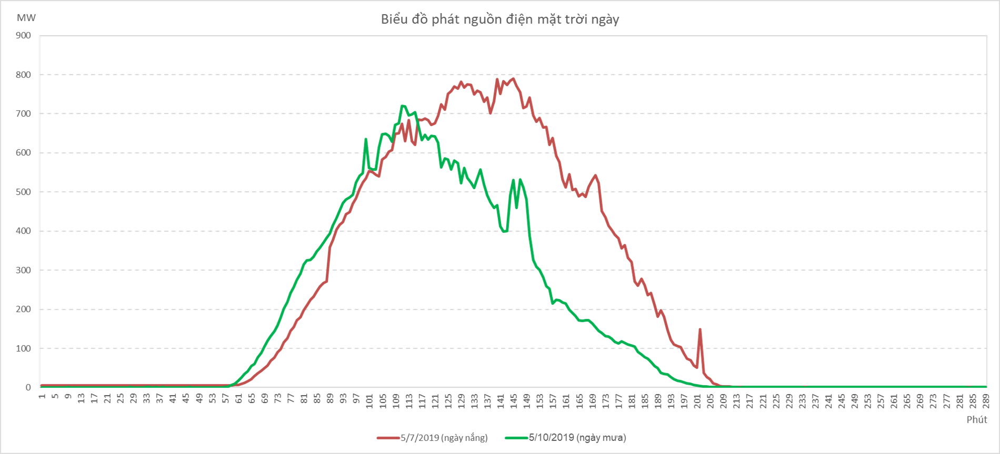 MW
Biểu đồ phát nguồn điện mặt trời ngày
900
800
700
600
500
400
300
200
100
0
1 5 9 13 17 21 25 29 33 37 41 45 49 53 57 61 65 69 73 77 81 85 89 93 97 101 105 109 113 117 121 125 129 133 137 141 145 149 153 157 161 165 169 173 177 181 185 189 193 197 201 205 209 213 217 221 225 229 233 237 241 245 249 253 257 261 265 269 273 277 281 285 289
Phút
5/7/2019 (ngày nắng) 5/10/2019 (ngày mưa)